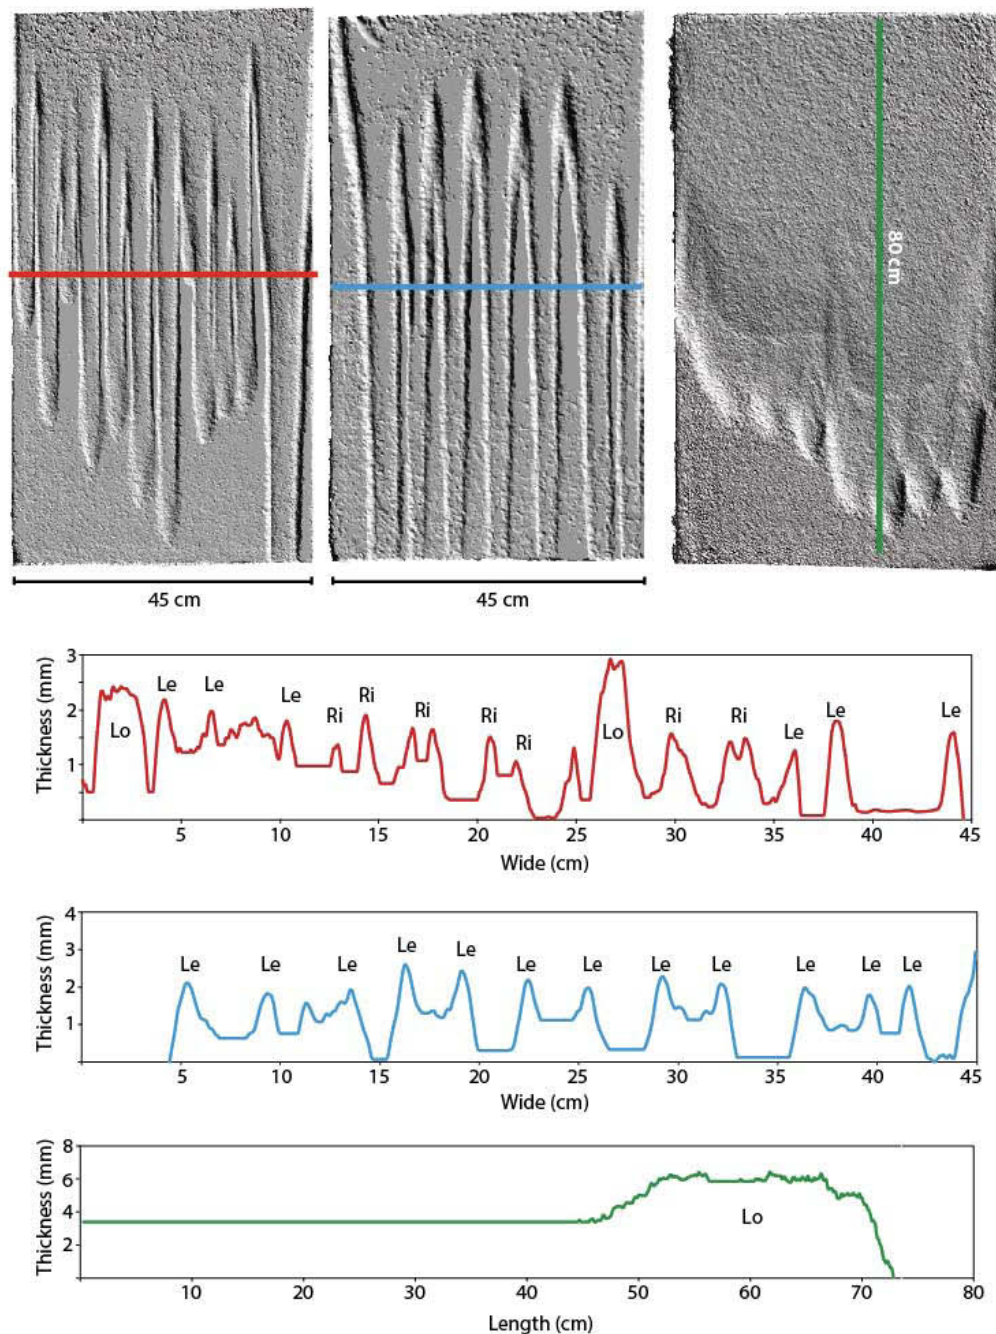 80 cm
45 cm
45 cm
3
2
1
Thickness (mm)
Lo
Le
Le
Le
Ri
Ri
Ri
Ri
Ri
Lo
Ri
Ri
Le
Le
Le
5
10
15
20
25
30
35
40
45
Wide (cm)
4
3
2
1
Thickness (mm)
Le
Le
Le
Le
Le
Le
Le
Le
Le
Le
Le
Le
5
10
15
20
25
30
35
40
45
Wide (cm)
8
6
4
2
Thickness (mm)
Lo
10
20
30
40
50
60
70
80
Length (cm)